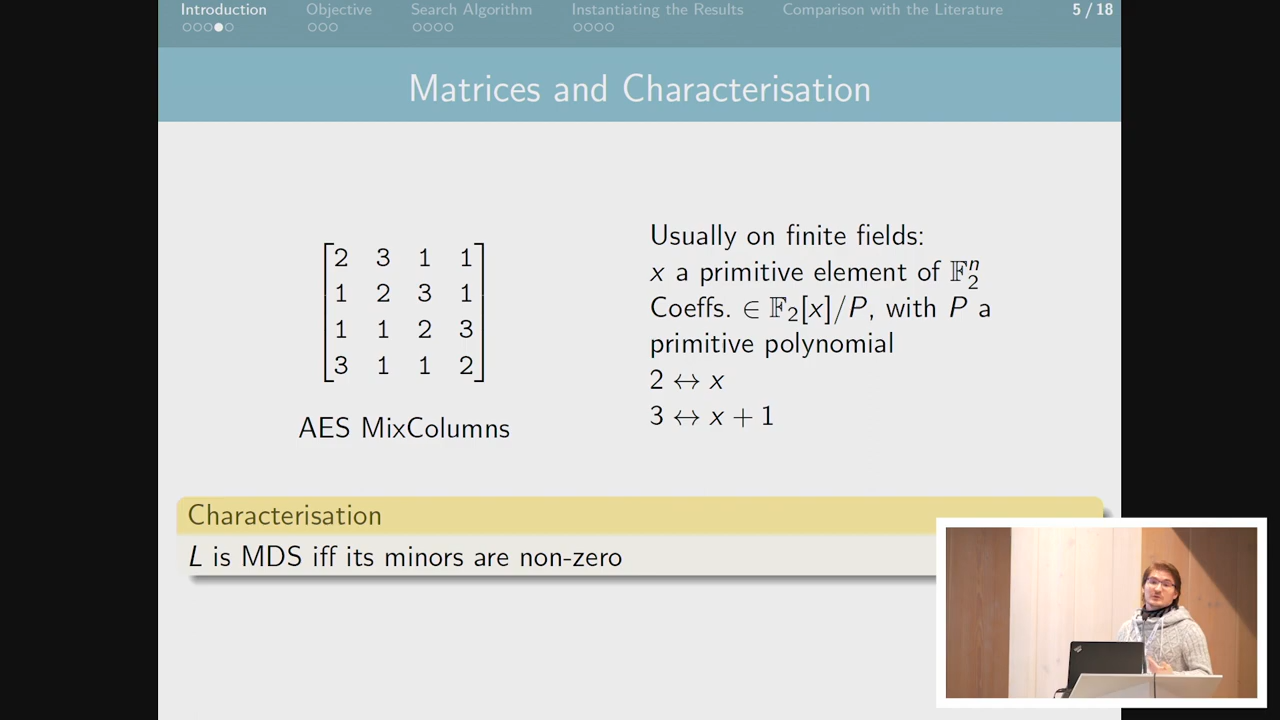 Introduction Objective Search Algorithm Instantiating the Results Comparison with the Literature 5 / 18
Matrices and Characterisation
2 3 1 1
1 2 3 1
1 1 2 3
3 1 1 2
AES MixColumns
Usually on finite fields:
x a primitive element of 𝔽₂ⁿ
Coeffs. ∈ 𝔽₂[x]/P, with P a
primitive polynomial
2 ↔ x
3 ↔ x + 1
Characterisation
L is MDS iff its minors are non-zero